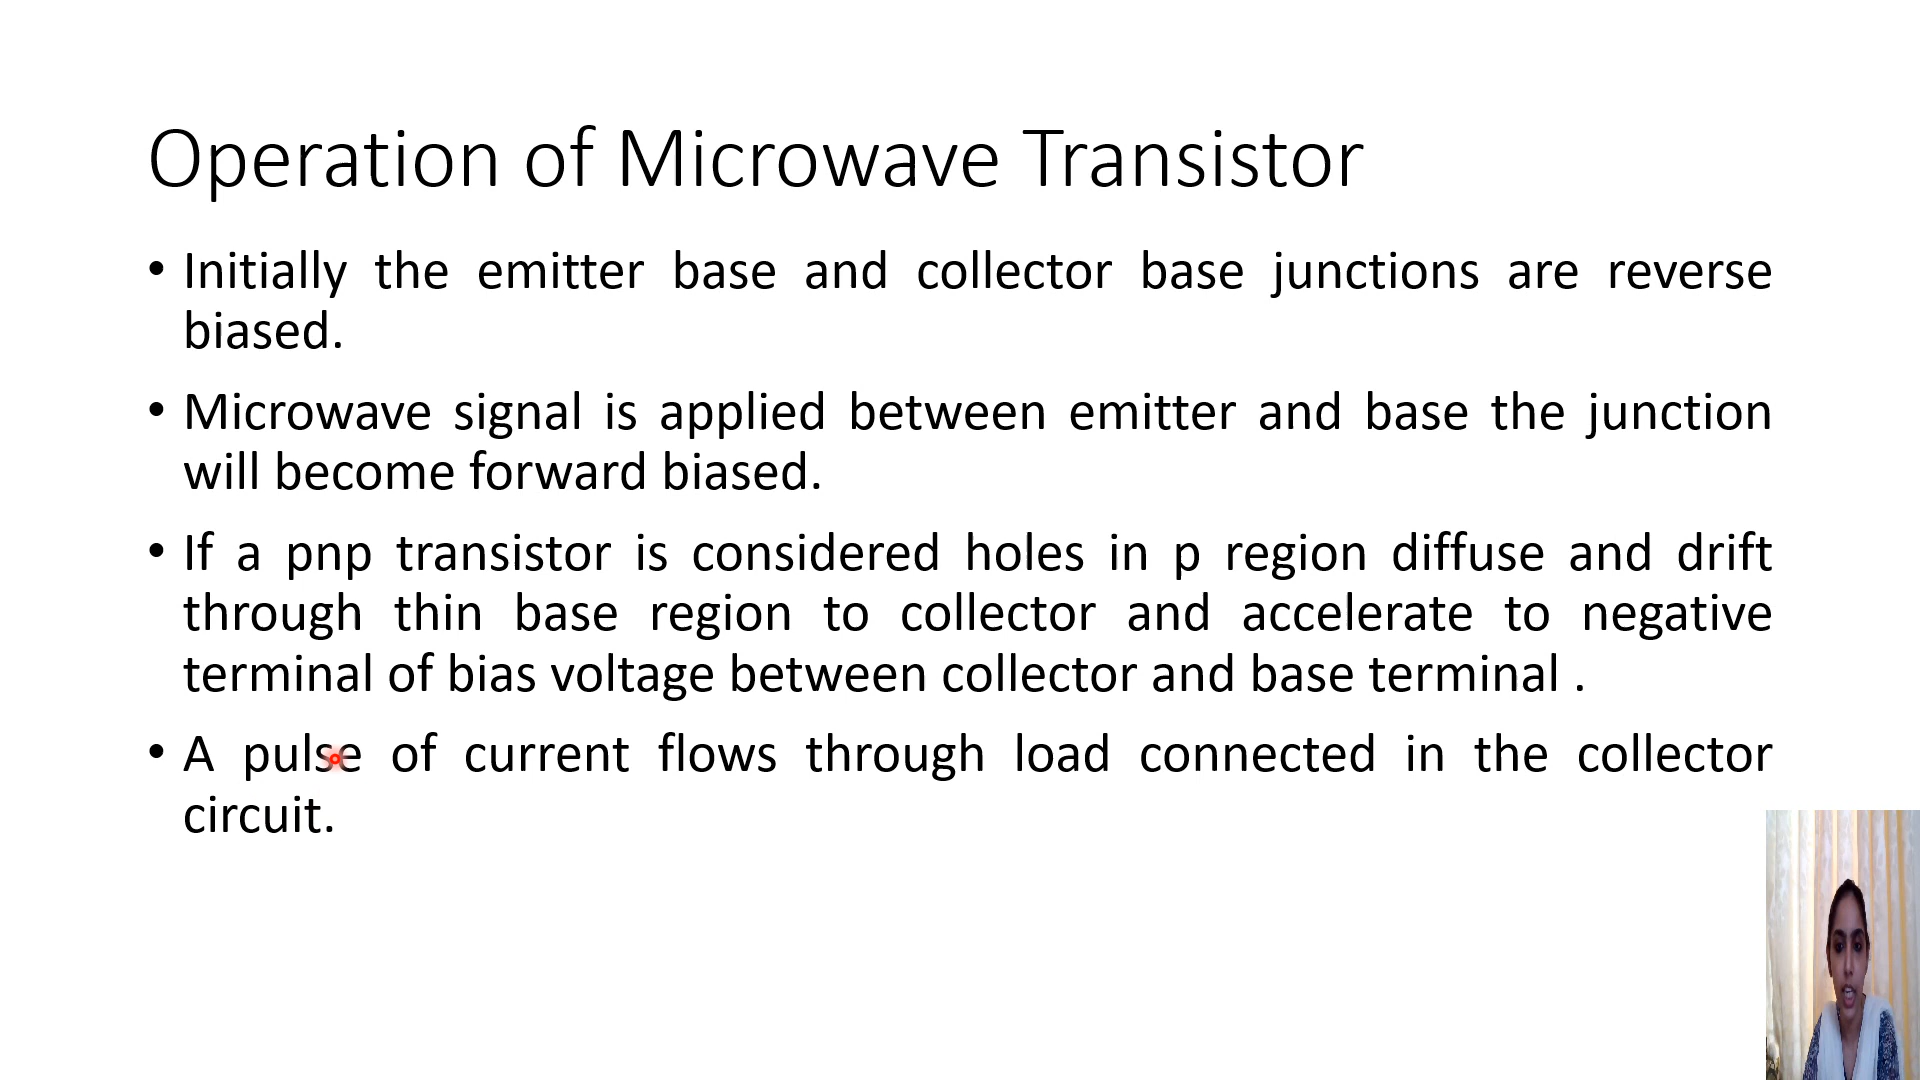 Operation of Microwave Transistor
• Initially the emitter base and collector base junctions are reverse
biased.
• Microwave signal is applied between emitter and base the junction
will become forward biased.
• If a pnp transistor is considered holes in p region diffuse and drift
through thin base region to collector and accelerate to negative
terminal of bias voltage between collector and base terminal .
• A pulse of current flows through load connected in the collector
circuit.